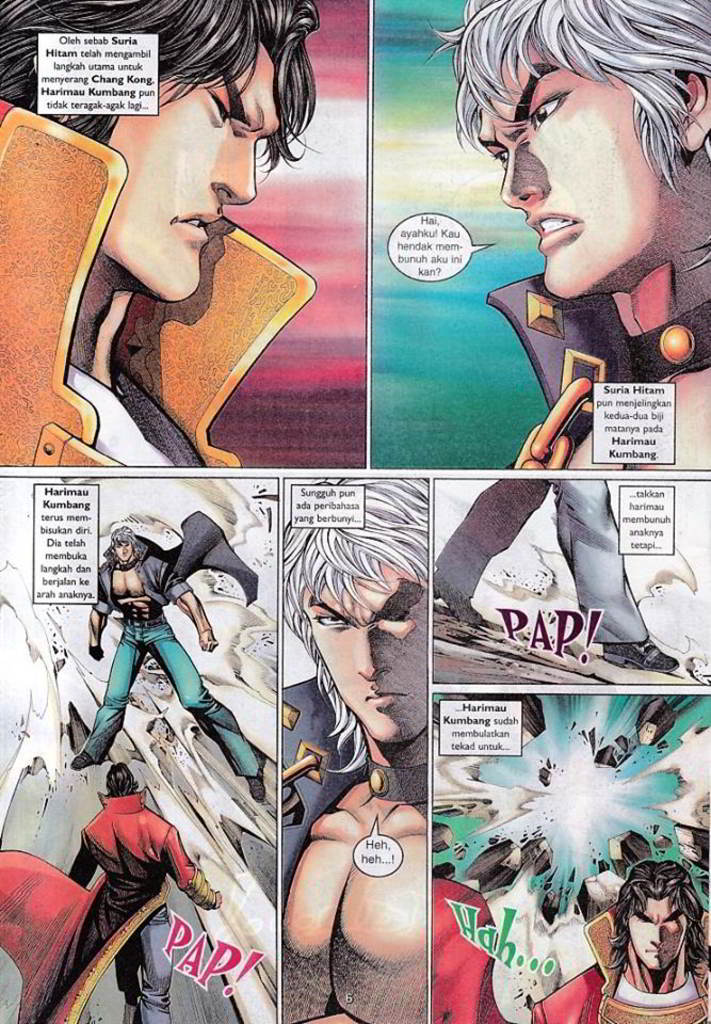 Oleh sebab Suria
Hitam telah mengambil
langkah utama untuk
menyerang Chang Kong,
Harimau Kumbang pun
tidak teragak-agak lagi...
Hai,
ayahku! Kau
hendak mem-
bunuh aku ini
kan?
Suria Hitam
pun menjelingkan
kedua-dua biji
matanya pada
Harimau
Kumbang.
Harimau
Kumbang
terus mem-
bisukan diri.
Dia telah
membuka
langkah dan
berjalan ke
arah anaknya.
PAP!
Sungguh pun
ada peribahasa
yang berbunyi...
Heh,
heh...!
...takkan
harimau
membunuh
anaknya
tetapi...
PAP!
...Harimau
Kumbang sudah
membulatkan
tekad untuk...
Hah...
6